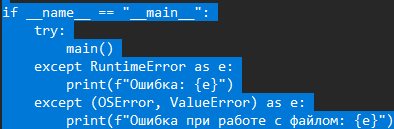 if __name__ == "__main__":
    try:
        main()
    except RuntimeError as e:
        print(f"Ошибка: {e}")
    except (OSError, ValueError) as e:
        print(f"Ошибка при работе с файлом: {e}")